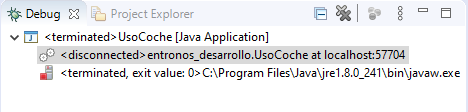 Debug Project Explorer
<terminated>UsoCoche [Java Application]
<disconnected>entronos_desarrollo.UsoCoche at localhost:57704
<terminated, exit value: 0>C:\Program Files\Java\jre1.8.0_241\bin\javaw.exe